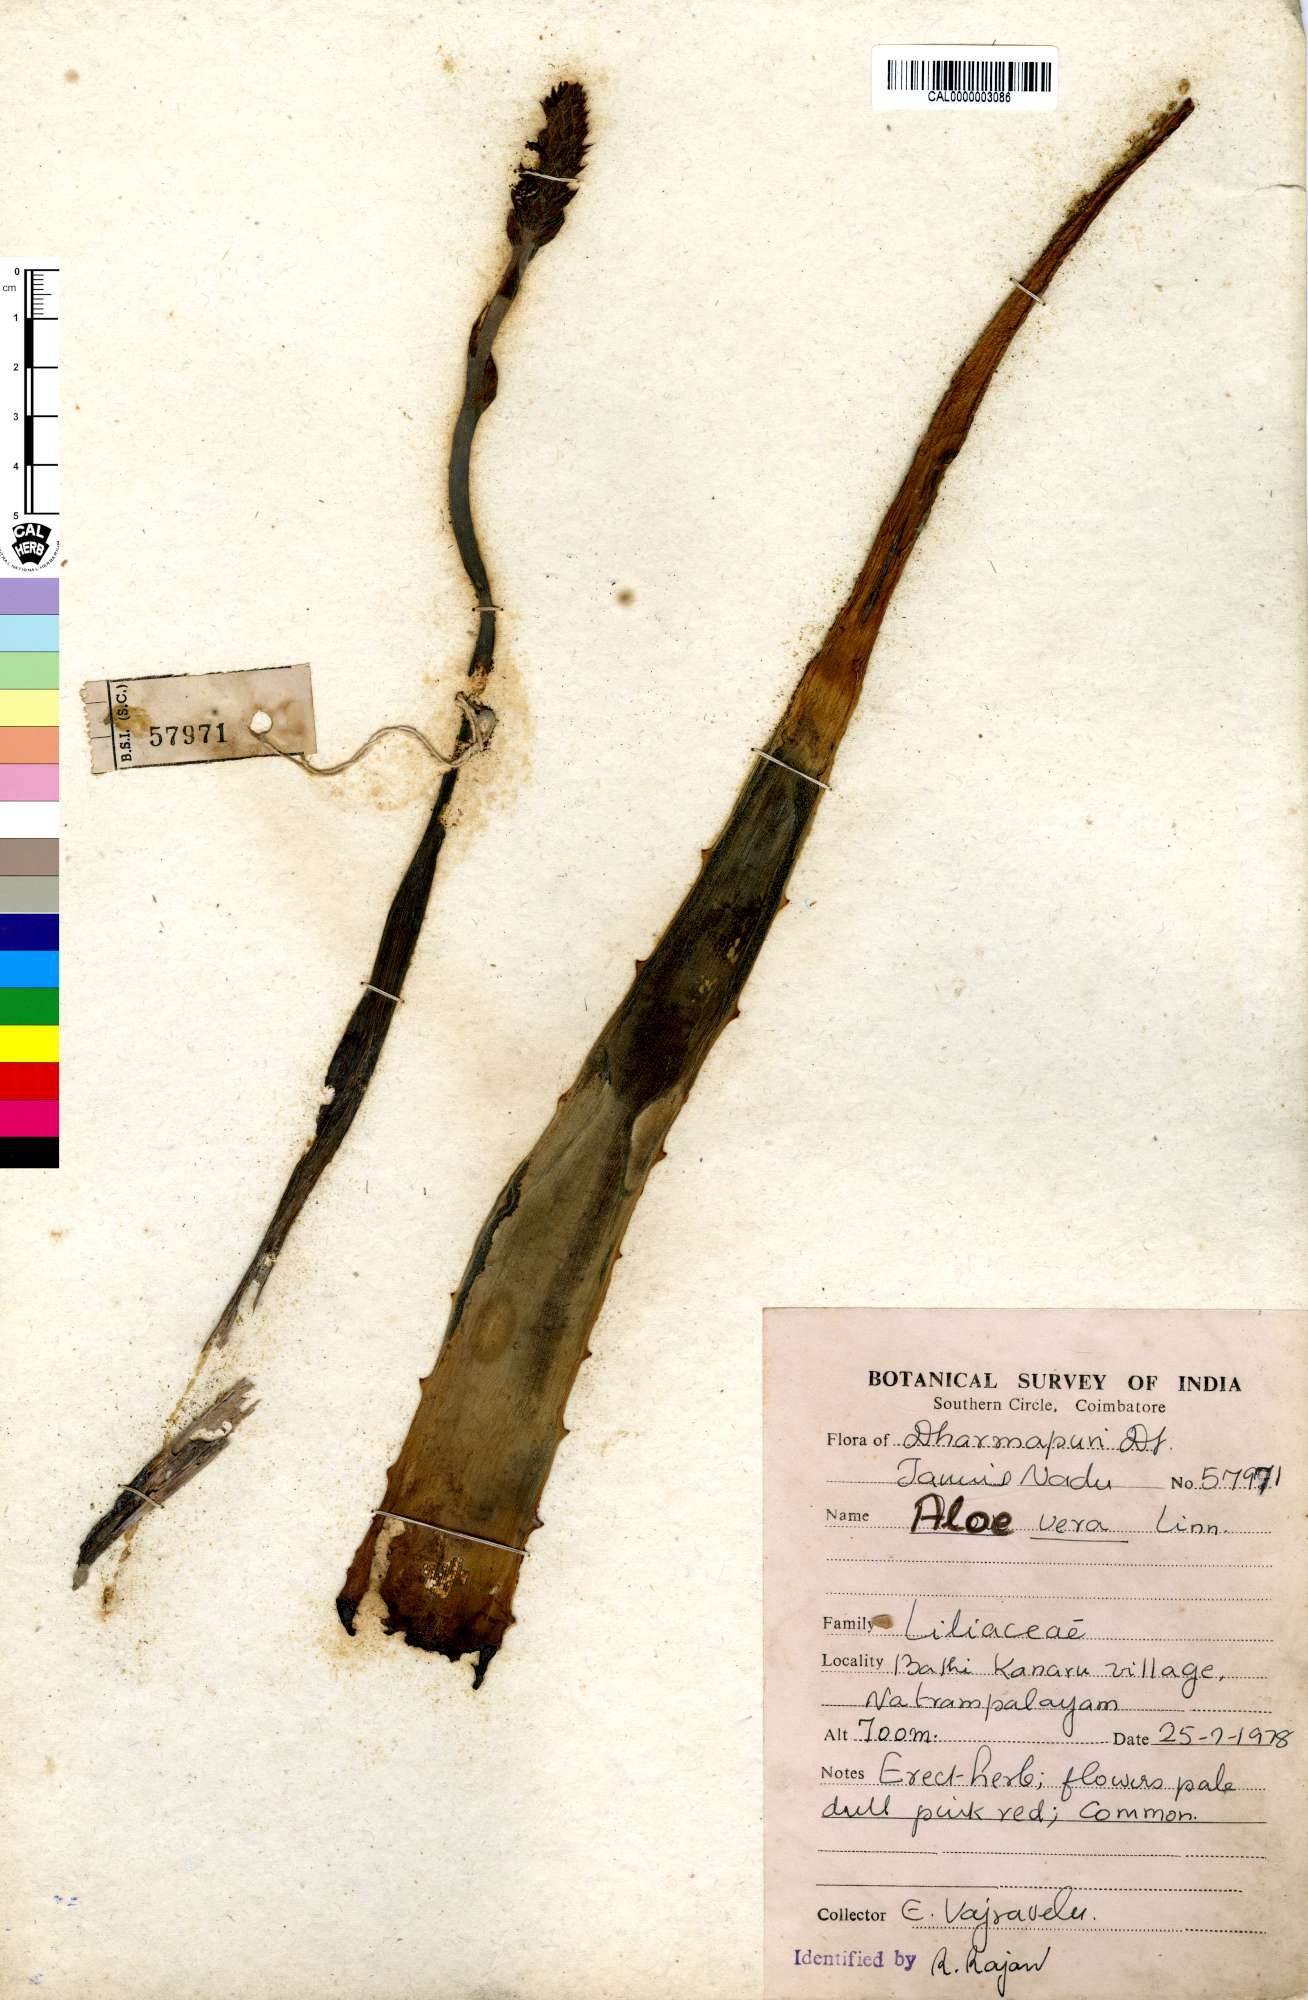 CAL0000003086
0
cm
1
2
3
4
5
CAL
HERB
B.S.I. (S.C.)
57971
BOTANICAL SURVEY OF INDIA
Southern Circle, Coimbatore
Flora of Dharmapuri Dt.
Tamil Nadu No 57971
Name Aloe vera Linn.
Family Liliaceae
Locality Kanaru village,
Natrampalayam
Alt 700m. Date 25-7-1978
Notes Erect-herb; flowers pale
dull pink red; Common.
Collector E. Vajravelu.
Identified by R. Rajan